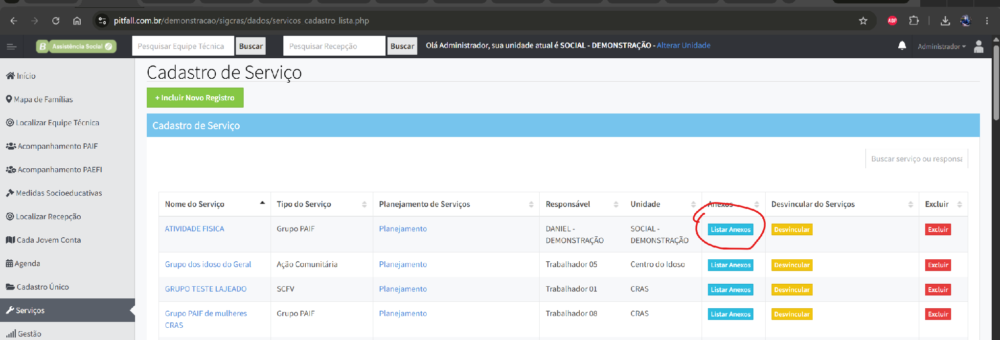 pitfall.com.br/demonstracao/sigcras/dados/servicos_cadastro_lista.php
ABP
B Assistência Social
Pesquisar Equipe Técnica
Buscar
Pesquisar Recepção
Buscar
Olá Administrador, sua unidade atual é SOCIAL - DEMONSTRAÇÃO - Alterar Unidade
Administrador
Início
Mapa de Famílias
Localizar Equipe Técnica
Acompanhamento PAIF
Acompanhamento PAEFI
Medidas Socioeducativas
Localizar Recepção
Cada Jovem Conta
Agenda
Cadastro Único
Serviços
Gestão
Cadastro de Serviço
+ Incluir Novo Registro
Cadastro de Serviço
Buscar serviço ou responsa
Nome do Serviço Tipo do Serviço Planejamento de Serviços Responsável Unidade Anexos Desvincular do Serviços Excluir
ATIVIDADE FISICA Grupo PAIF Planejamento DANIEL - SOCIAL - Listar Anexos Desvincular Excluir
DEMONSTRAÇÃO DEMONSTRAÇÃO
Grupo dos idoso do Geral Ação Comunitária Planejamento Trabalhador 05 Centro do Idoso Listar Anexos Desvincular Excluir
GRUPO TESTE LAJEADO SCFV Planejamento Trabalhador 01 CRAS Listar Anexos Desvincular Excluir
Grupo PAIF de mulheres Grupo PAIF Planejamento Trabalhador 08 CRAS Listar Anexos Desvincular Excluir
CRAS